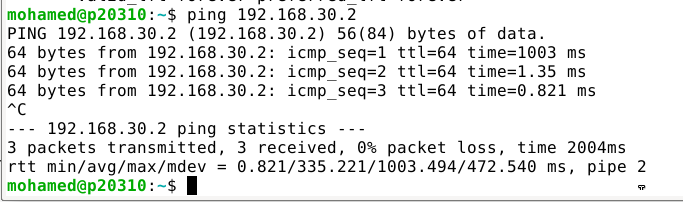 mohamed@p20310:~$ ping 192.168.30.2
PING 192.168.30.2 (192.168.30.2) 56(84) bytes of data.
64 bytes from 192.168.30.2: icmp_seq=1 ttl=64 time=1003 ms
64 bytes from 192.168.30.2: icmp_seq=2 ttl=64 time=1.35 ms
64 bytes from 192.168.30.2: icmp_seq=3 ttl=64 time=0.821 ms
^C
--- 192.168.30.2 ping statistics ---
3 packets transmitted, 3 received, 0% packet loss, time 2004ms
rtt min/avg/max/mdev = 0.821/335.221/1003.494/472.540 ms, pipe 2
mohamed@p20310:~$